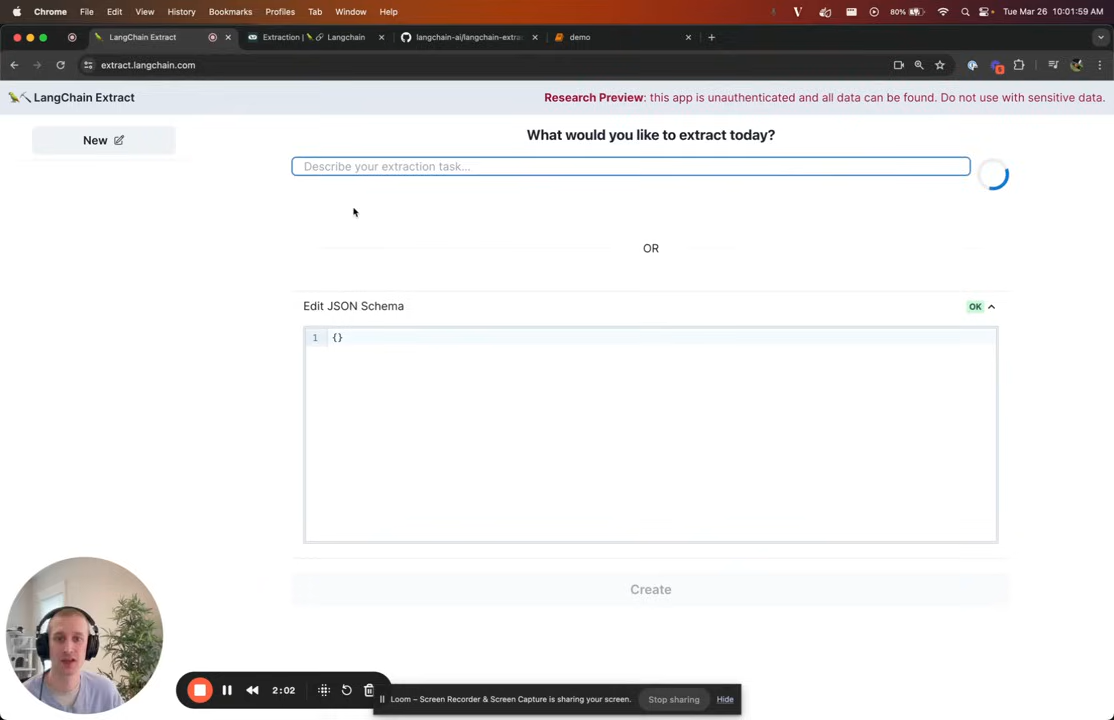 Chrome File Edit View History Bookmarks Profiles Tab Window Help 80% Tue Mar 26 10:01:59 AM
LangChain Extract Extraction | Langchain langchain-ai/langchain-extra demo
extract.langchain.com
LangChain Extract Research Preview: this app is unauthenticated and all data can be found. Do not use with sensitive data.
New What would you like to extract today?
Describe your extraction task...
OR
Edit JSON Schema OK
1 {}
Create
2:02
Loom – Screen Recorder & Screen Capture is sharing your screen. Stop sharing Hide